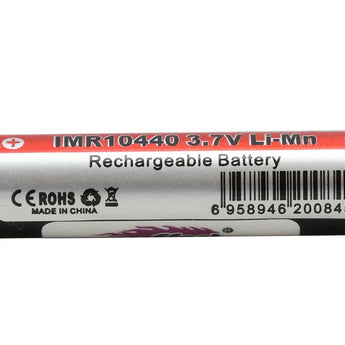 IMR10440 3.7V Li-Mn
Rechargeable Battery
CE ROHS
MADE IN CHINA
6 958946 20084